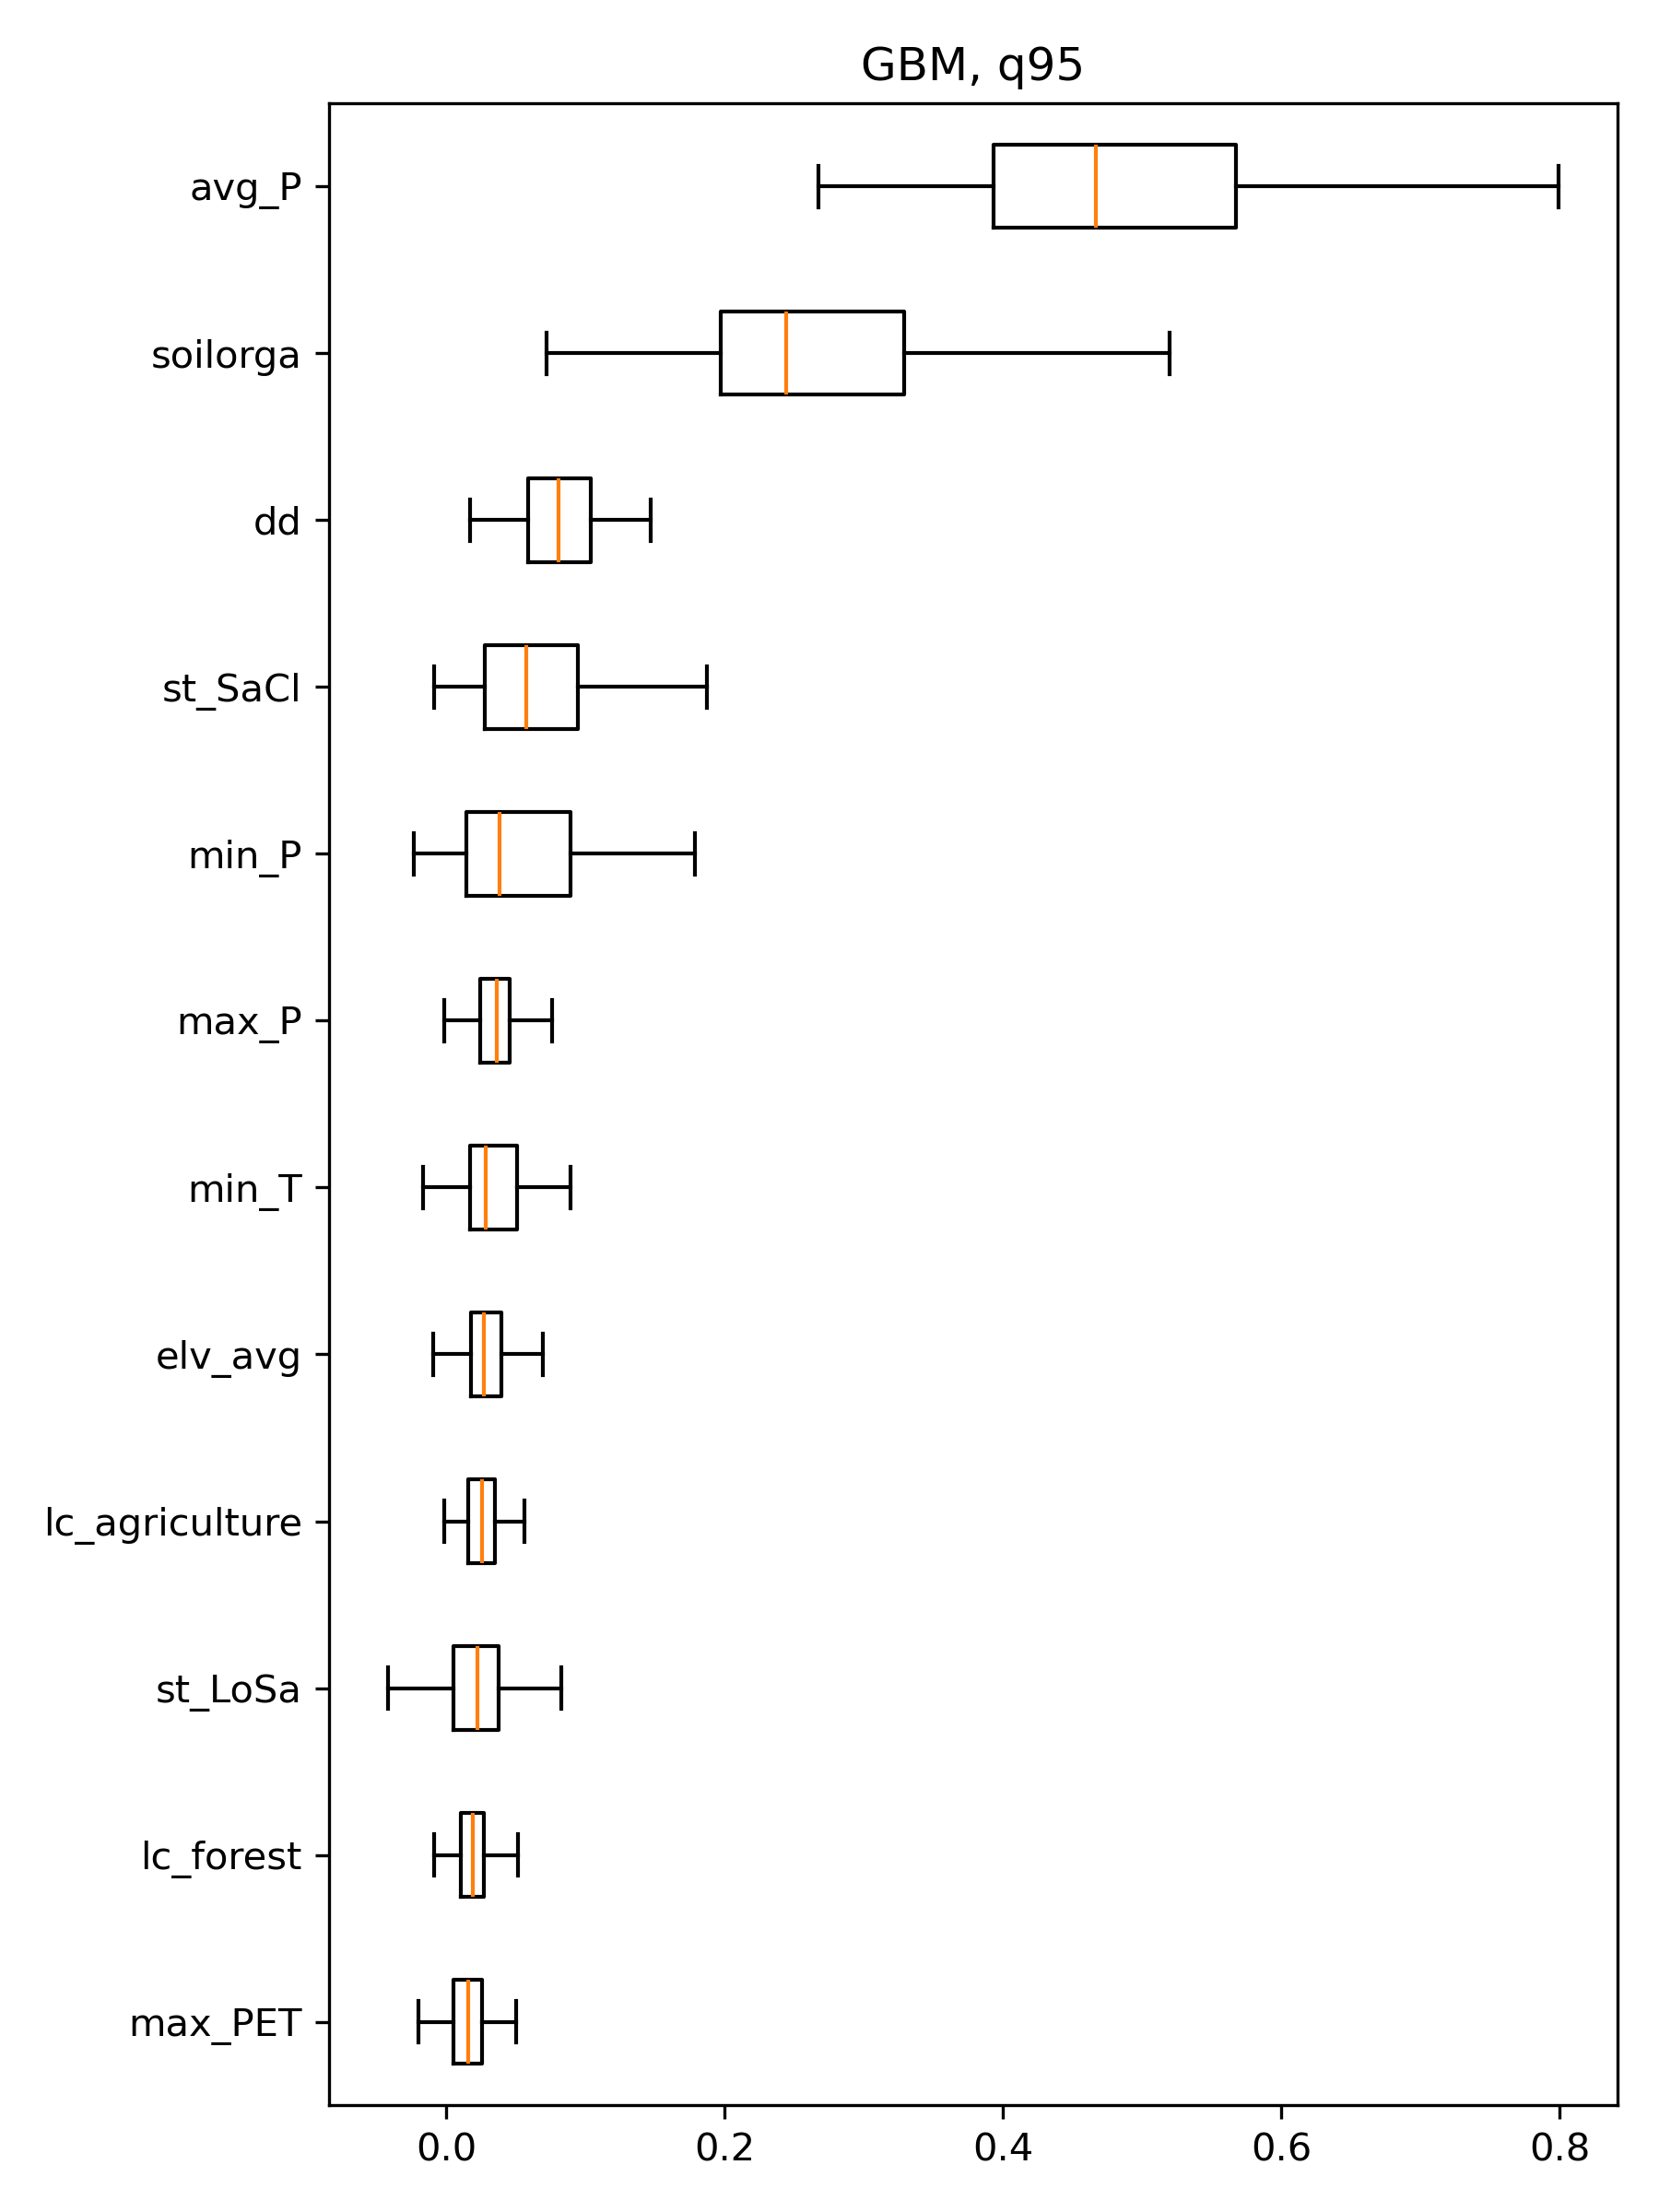 GBM, q95
avg_P
soilorga
dd
st_SaCl
min_P
max_P
min_T
elv_avg
lc_agriculture
st_LoSa
lc_forest
max_PET
0.0 0.2 0.4 0.6 0.8